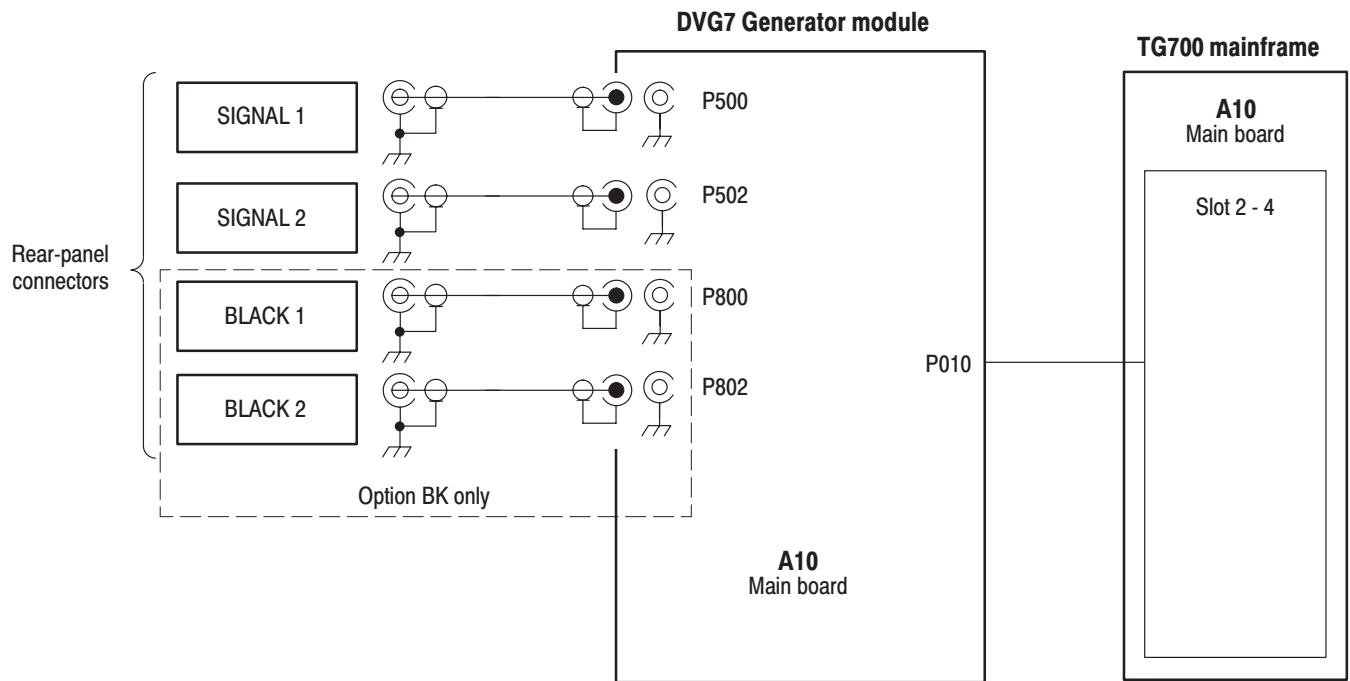 DVG7 Generator module
TG700 mainframe
Rear-panel
connectors
SIGNAL 1
P500
SIGNAL 2
P502
BLACK 1
P800
BLACK 2
P802
Option BK only
P010
A10
Main board
A10
Main board
Slot 2 - 4